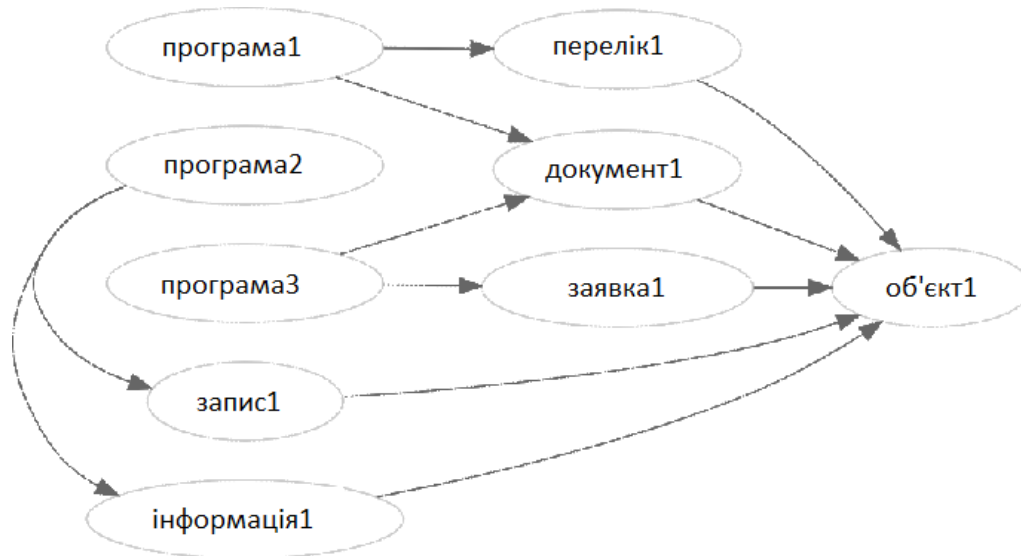 програма1
перелік1
програма2
документ1
програма3
заявка1
об'єкт1
запис1
інформація1